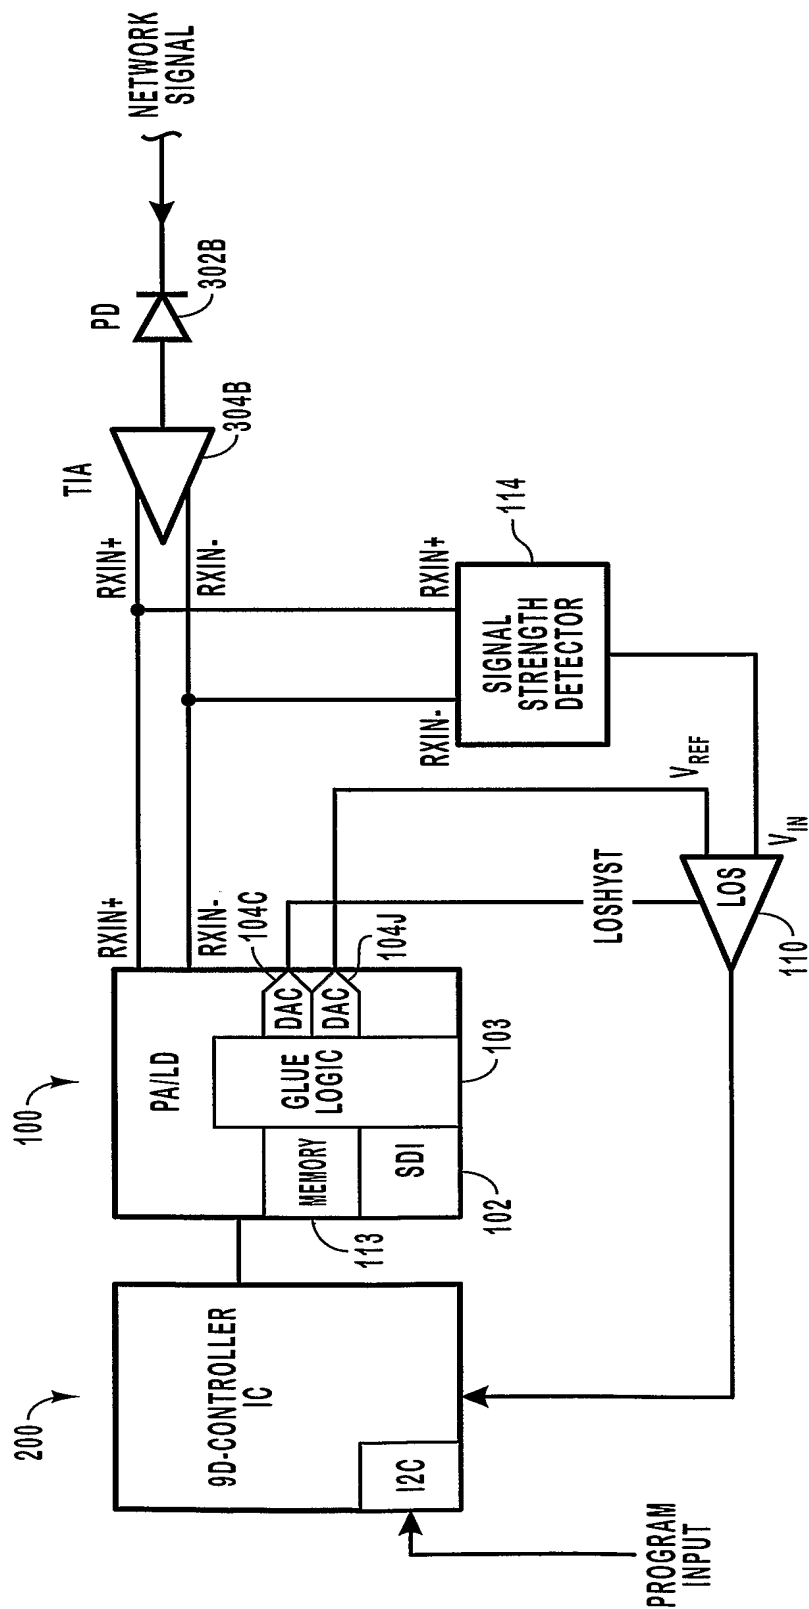 200
100
9D-CONTROLLER
IC
I2C
PROGRAM
INPUT
PA/LD
MEMORY
113
SDI
102
GLUE
LOGIC
103
DAC
DAC
104C
104J
RXIN+
RXIN-
RXIN+
RXIN-
TIA
304B
PD
302B
NETWORK
SIGNAL
RXIN-
RXIN+
SIGNAL
STRENGTH
DETECTOR
114
LOSHYST
VREF
VIN
LOS
110